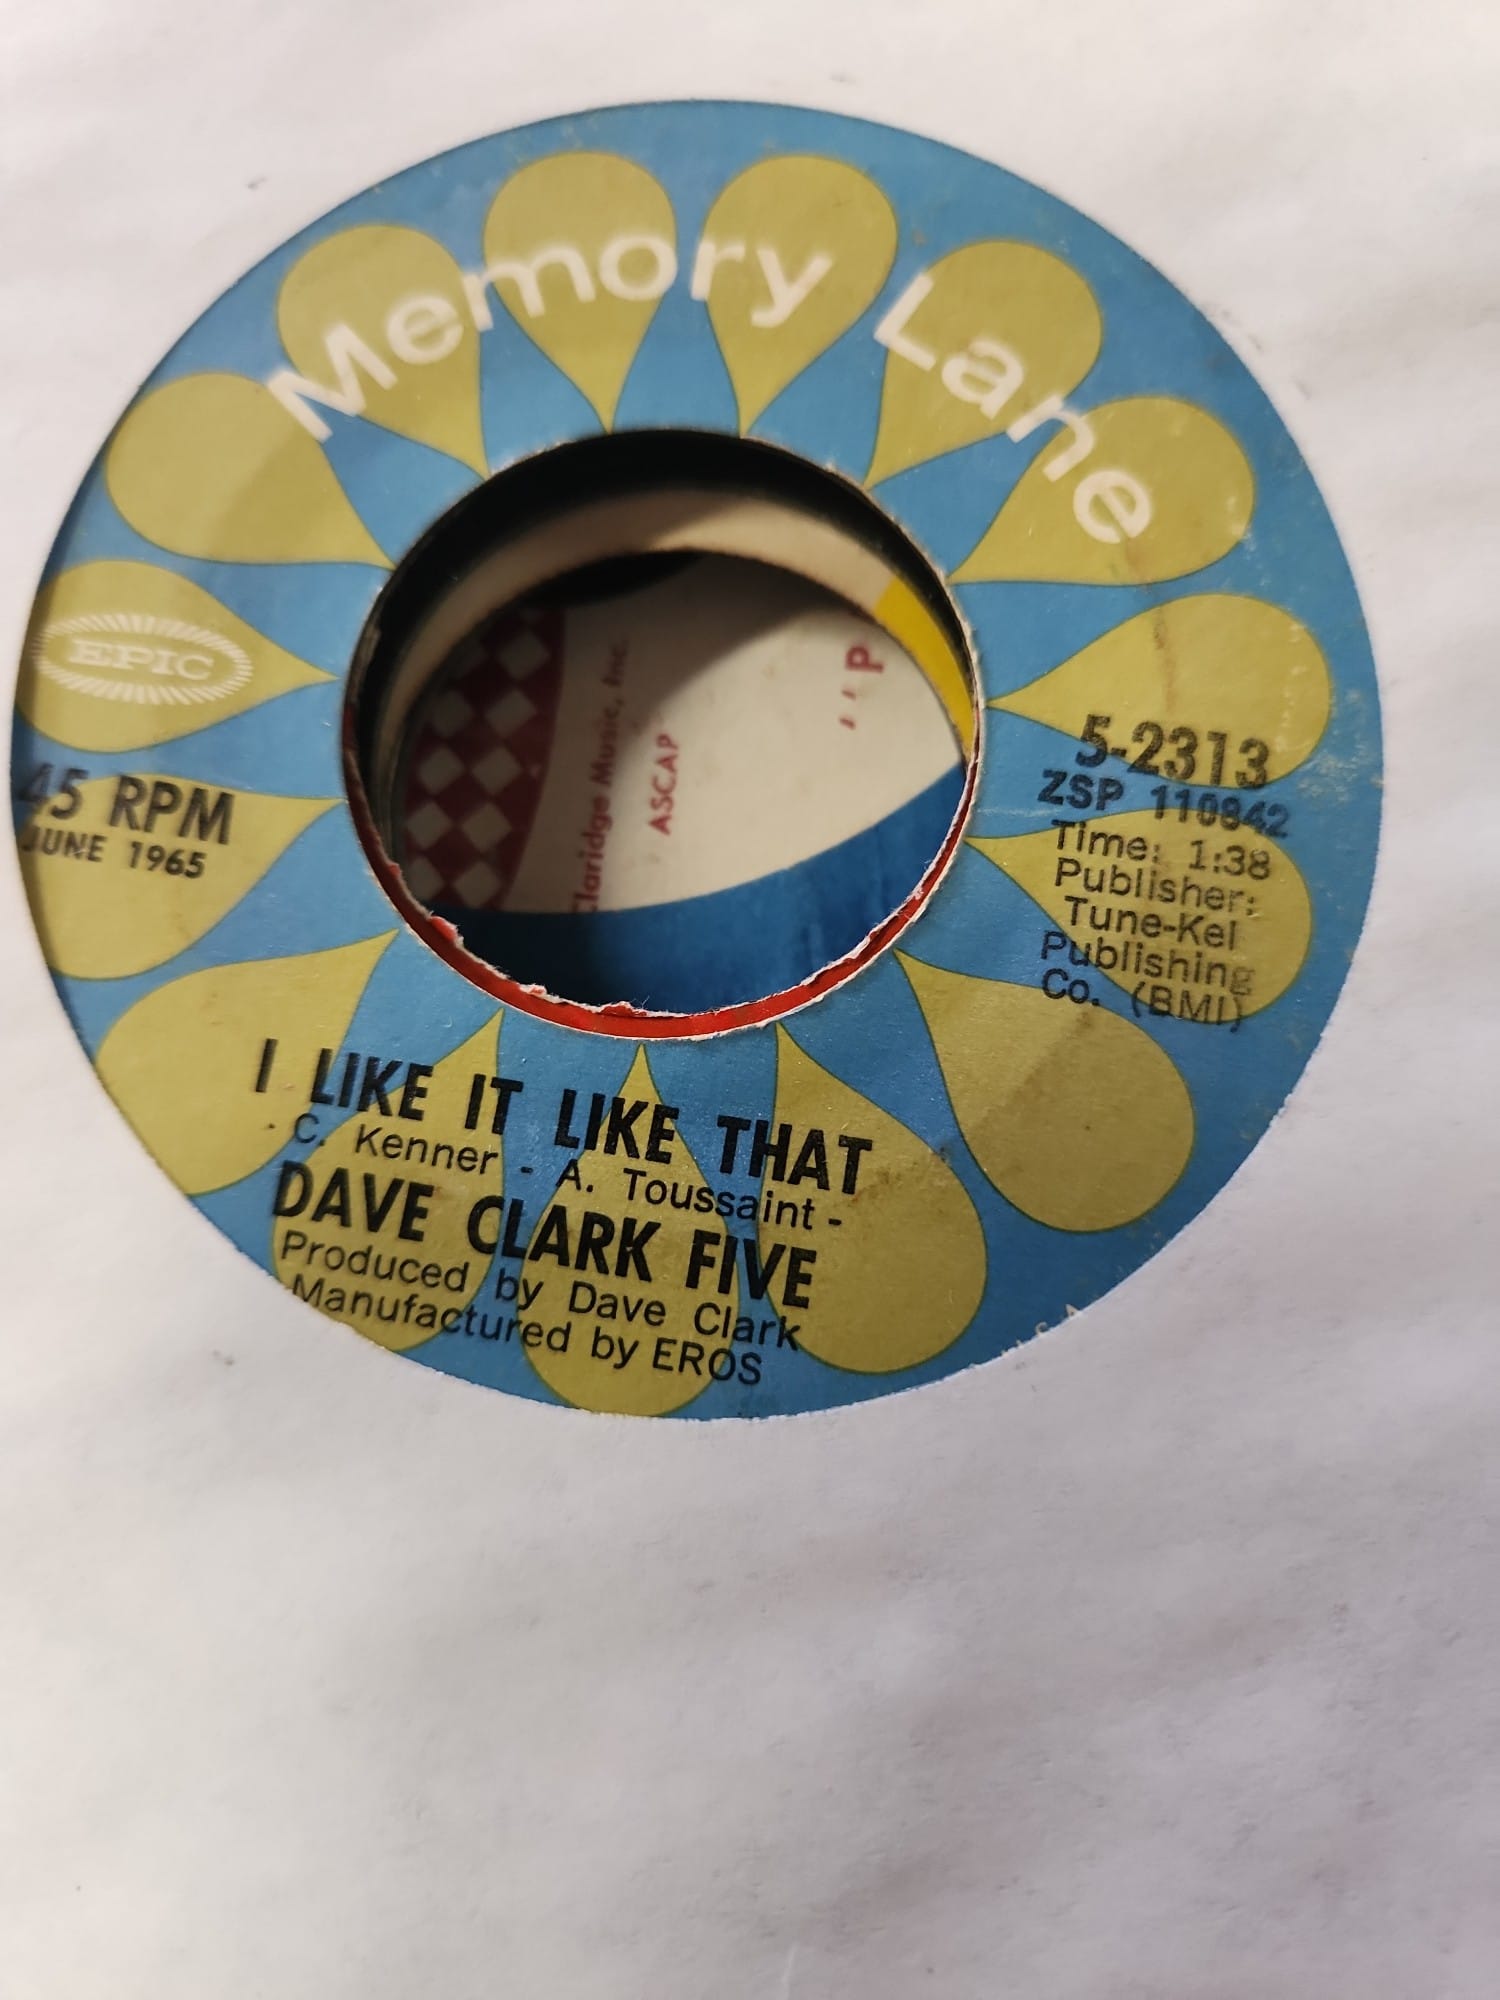 Memory Lane
EPIC
45 RPM
JUNE 1965
5-2313
ZSP 110842
Time: 1:38
Publisher:
Tune-Kel
Publishing
Co. (BMI)
I LIKE IT LIKE THAT
C. Kenner - A. Toussaint -
DAVE CLARK FIVE
Produced by Dave Clark
Manufactured by EROS
Claridge Music, Inc.
ASCAP
"P